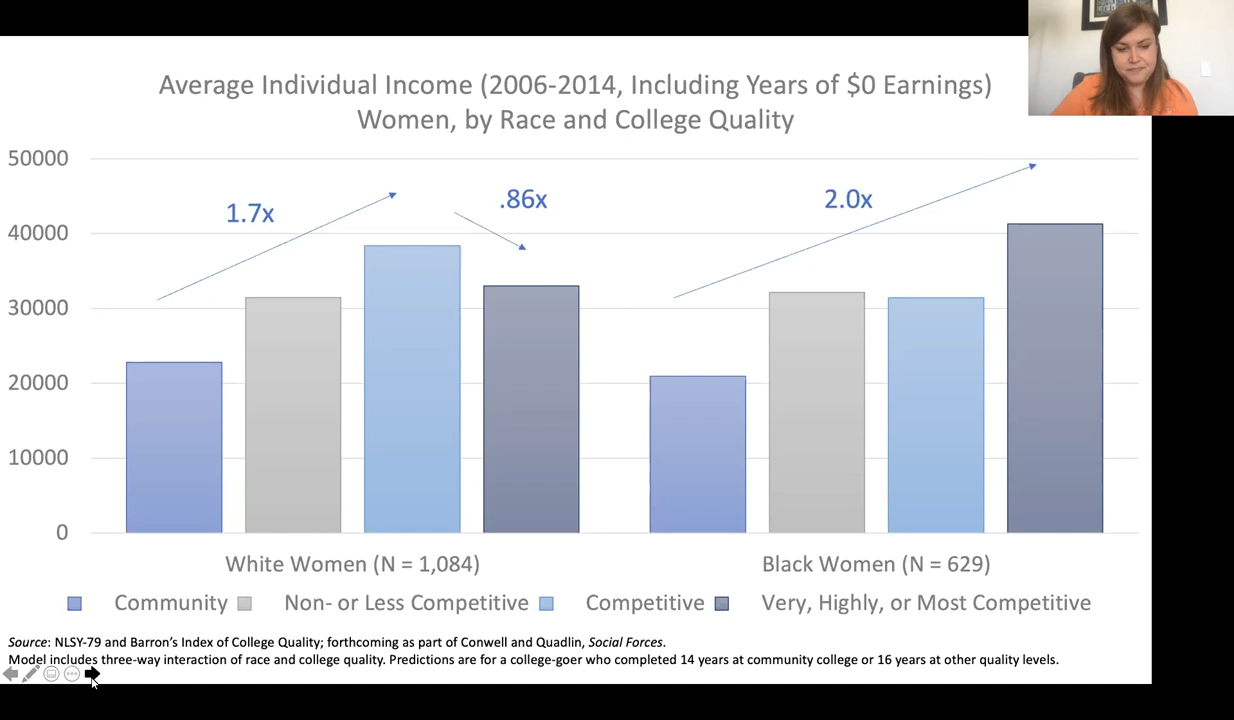 Average Individual Income (2006-2014, Including Years of $0 Earnings)
Women, by Race and College Quality
50000
40000
30000
20000
10000
0
1.7x
.86x
2.0x
White Women (N = 1,084)
Black Women (N = 629)
Community
Non- or Less Competitive
Competitive
Very, Highly, or Most Competitive
Source: NLSY-79 and Barron's Index of College Quality; forthcoming as part of Conwell and Quadlin, Social Forces.
Model includes three-way interaction of race and college quality. Predictions are for a college-goer who completed 14 years at community college or 16 years at other quality levels.